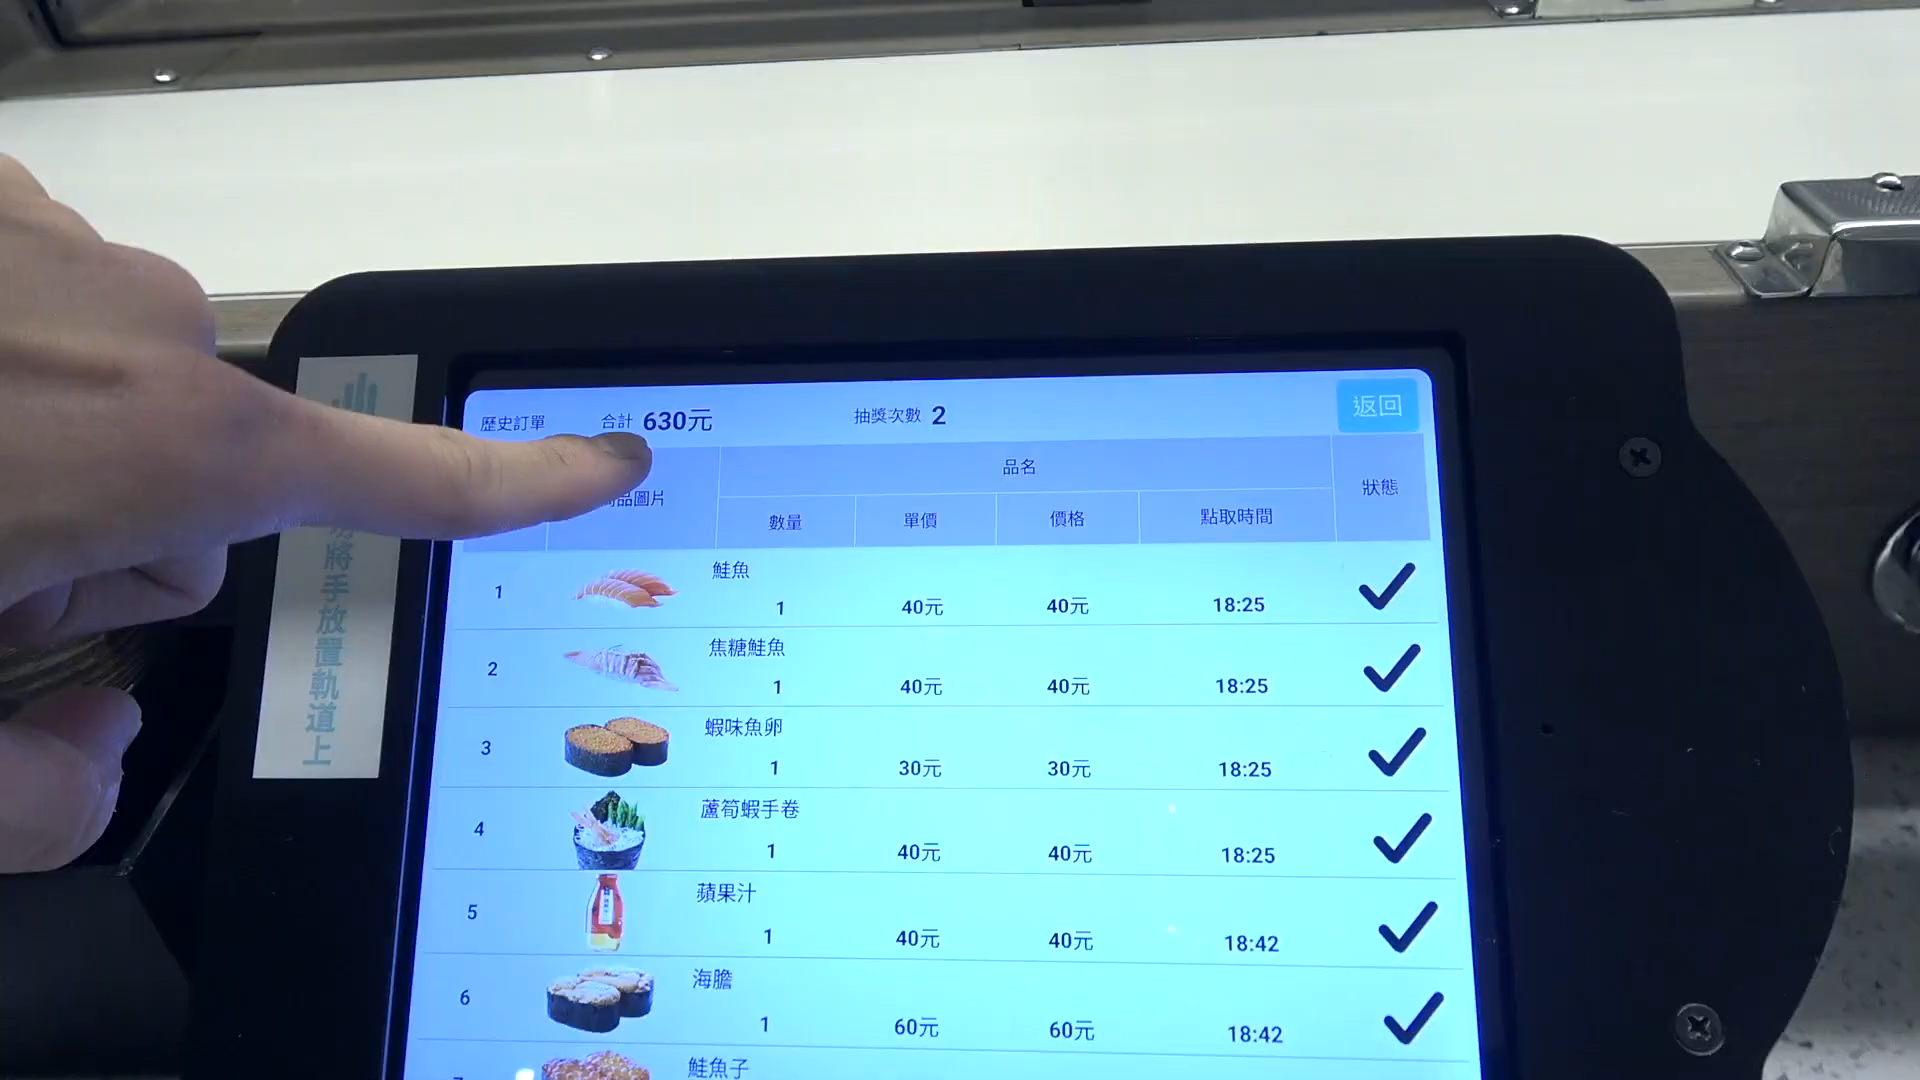 歷史訂單 合計 630元 抽獎次數 2 返回
品名
狀態
品圖片 數量 單價 價格 點取時間
鮭魚
1 1 40元 40元 18:25
焦糖鮭魚
2 1 40元 40元 18:25
蝦味魚卵
3 1 30元 30元 18:25
蘆筍蝦手卷
4 1 40元 40元 18:25
蘋果汁
5 1 40元 40元 18:42
海膽
6 1 60元 60元 18:42
鮭魚子
將手放置軌道上